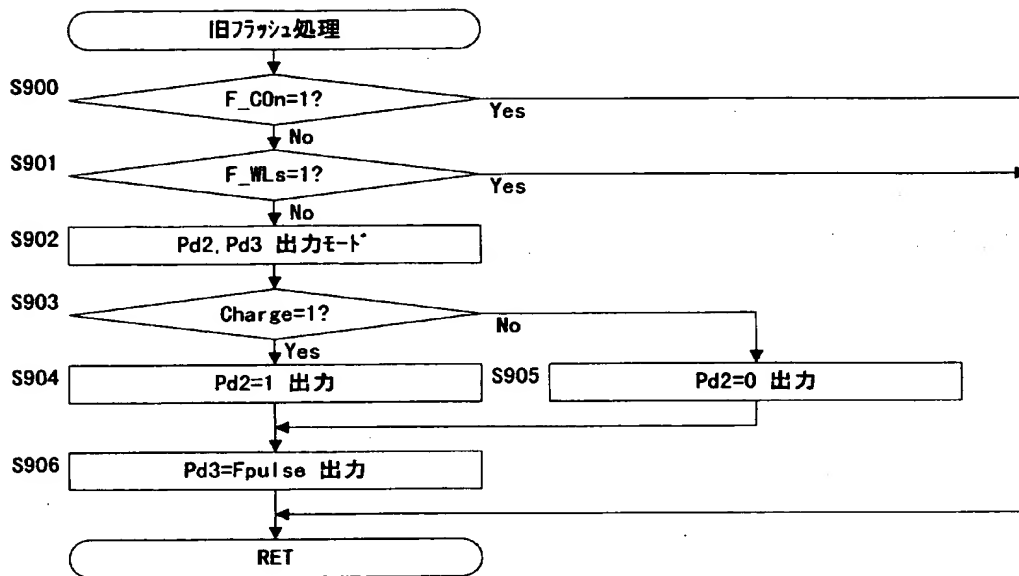 旧フラッシュ処理
S900
F_COn=1?
Yes
No
S901
F_WLs=1?
Yes
No
S902
Pd2, Pd3 出力モード
S903
Charge=1?
No
Yes
S904
Pd2=1 出力
S905
Pd2=0 出力
S906
Pd3=Fpulse 出力
RET